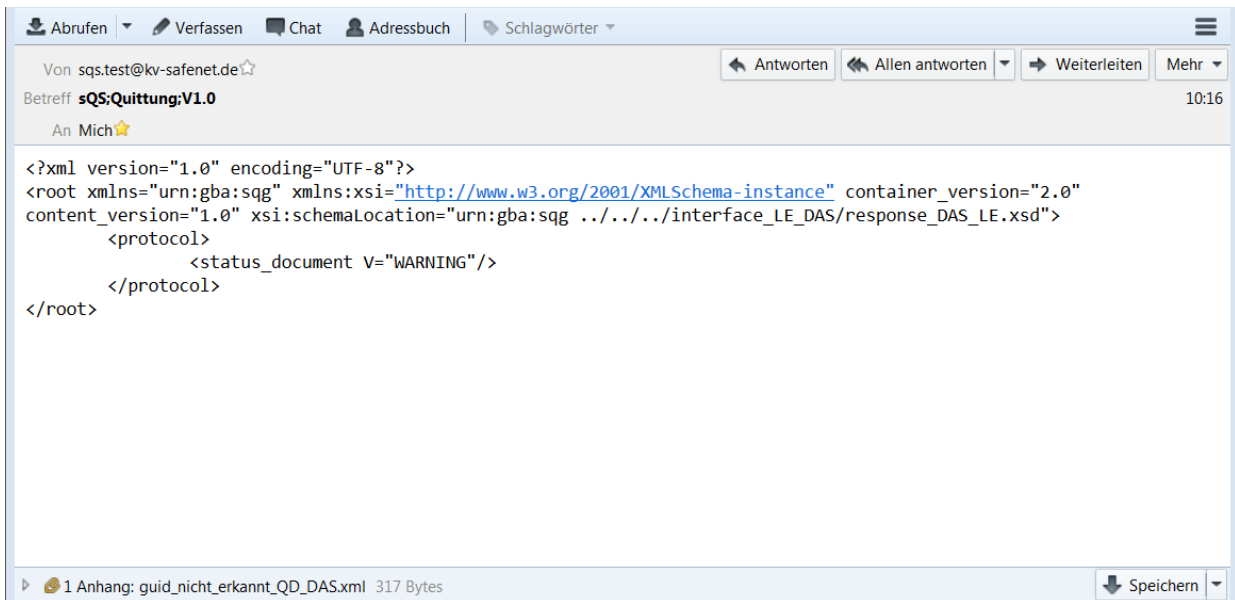 Abrufen Verfassen Chat Adressbuch Schlagwörter
Von sqs.test@kv-safenet.de Antworten Allen antworten Weiterleiten Mehr
Betreff sQS;Quittung;V1.0 10:16
An Mich
<?xml version="1.0" encoding="UTF-8"?>
<root xmlns="urn:gba:sqg" xmlns:xsi="http://www.w3.org/2001/XMLSchema-instance" container_version="2.0"
content_version="1.0" xsi:schemaLocation="urn:gba:sqg ../../../interface_LE_DAS/response_DAS_LE.xsd">
<protocol>
<status_document V="WARNING"/>
</protocol>
</root>
1 Anhang: guid_nicht_erkannt_QD_DAS.xml 317 Bytes Speichern